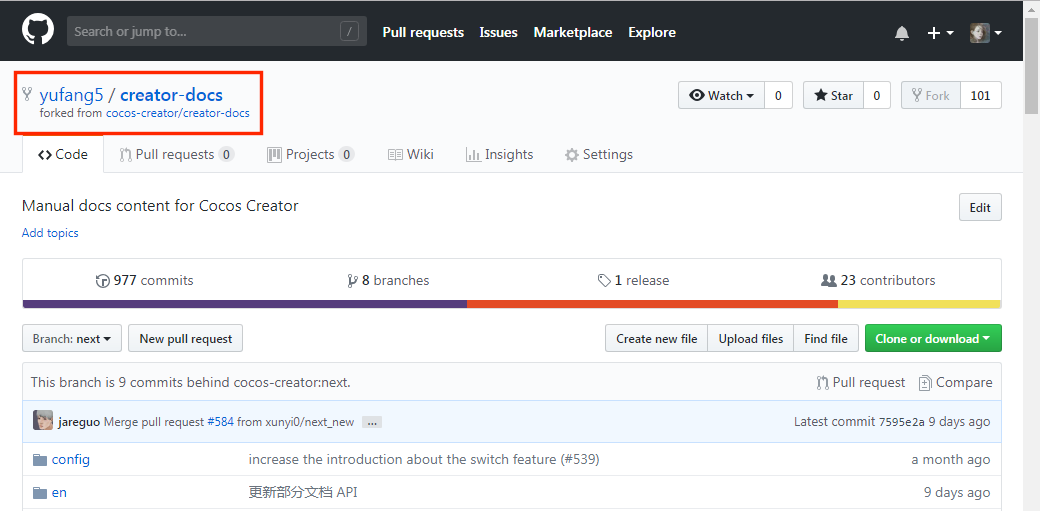 Search or jump to... / Pull requests Issues Marketplace Explore
yufang5 / creator-docs Watch 0 Star 0 Fork 101
forked from cocos-creator/creator-docs
Code Pull requests 0 Projects 0 Wiki Insights Settings
Manual docs content for Cocos Creator Edit
Add topics
977 commits 8 branches 1 release 23 contributors
Branch: next New pull request Create new file Upload files Find file Clone or download
This branch is 9 commits behind cocos-creator:next. Pull request Compare
jareguo Merge pull request #584 from xunyi0/next_new ... Latest commit 7595e2a 9 days ago
config increase the introduction about the switch feature (#539) a month ago
en 更新部分文档 API 9 days ago